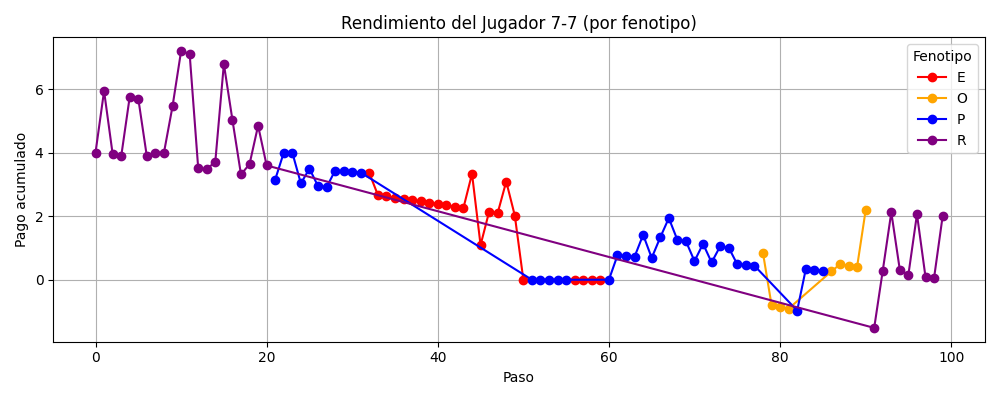 Rendimiento del Jugador 7-7 (por fenotipo)
Pago acumulado
6
4
2
0
0
20
40
60
80
100
Paso
Fenotipo
E
O
P
R